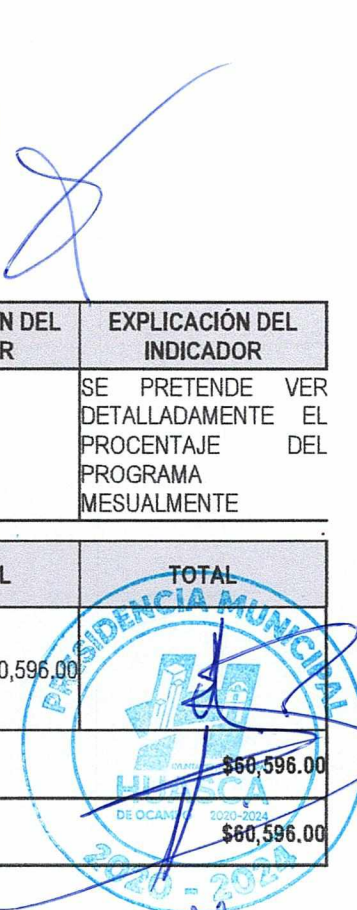 N DEL
R
EXPLICACIÓN DEL
INDICADOR
SE PRETENDE VER
DETALLADAMENTE EL
PROCENTAJE DEL
PROGRAMA
MESUALMENTE
L
TOTAL
0,596.00
$60,596.00
$60,596.00
PRESIDENCIA MUNICIPAL
HUASCA
DE OCAMPO 2020-2024
2020 - 2024